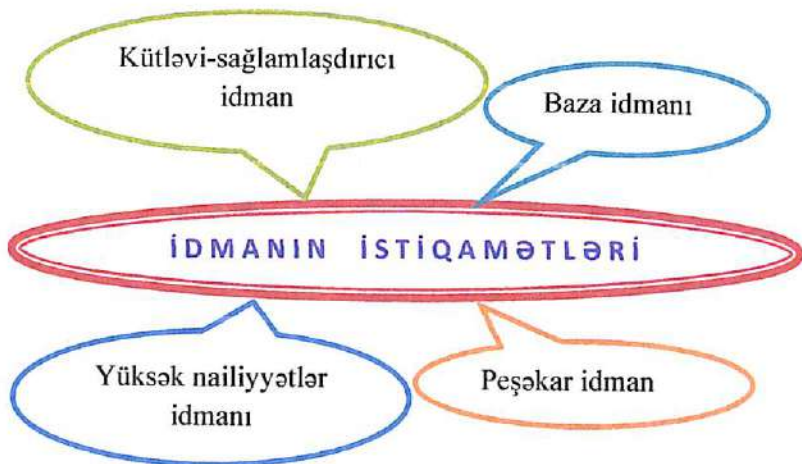 Kütləvi-sağlamlaşdırıcı
idman
Baza idmanı
İDMANIN İSTİQAMƏTLƏRİ
Yüksək nailiyyətlər
idmanı
Peşəkar idman